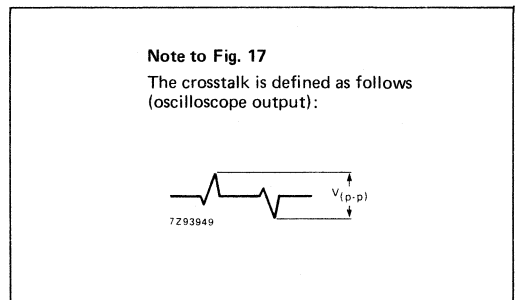 Note to Fig. 17
The crosstalk is defined as follows
(oscilloscope output):
V(p-p)
7Z93949